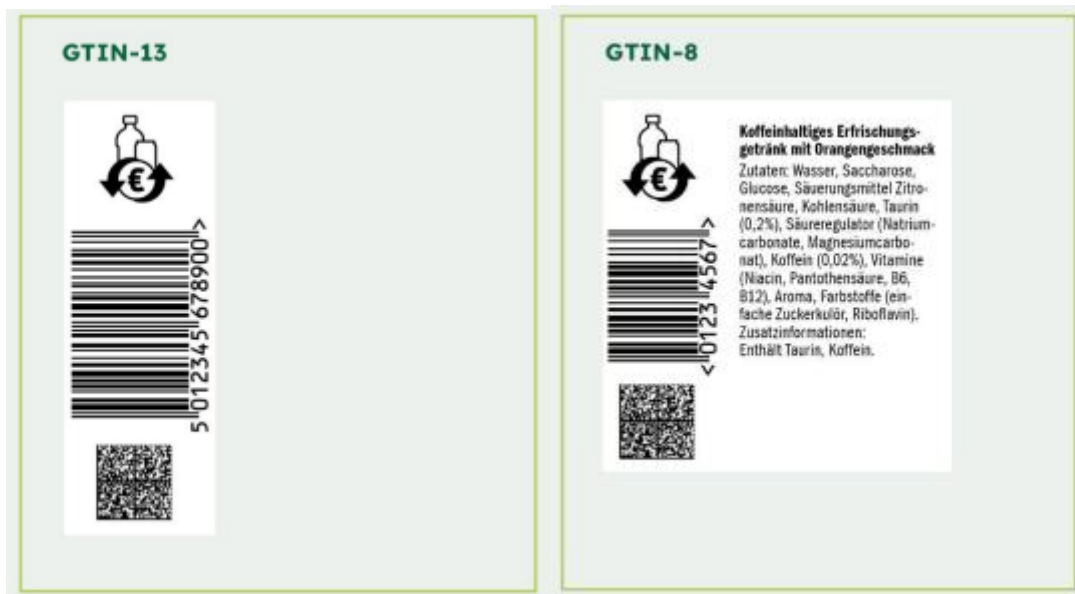 GTIN-13
€
5 012345 678900 >
GTIN-8
€
< 0123 4567 >
Koffeinhaltiges Erfrischungs-
getränk mit Orangengeschmack
Zutaten: Wasser, Saccharose,
Glucose, Säuerungsmittel Zitro-
nensäure, Kohlensäure, Taurin
(0,2%), Säureregulator (Natrium-
carbonate, Magnesiumcarbo-
nat), Koffein (0,02%), Vitamine
(Niacin, Pantothensäure, B6,
B12), Aroma, Farbstoffe (ein-
fache Zuckerkulör, Riboflavin).
Zusatzinformationen:
Enthält Taurin, Koffein.